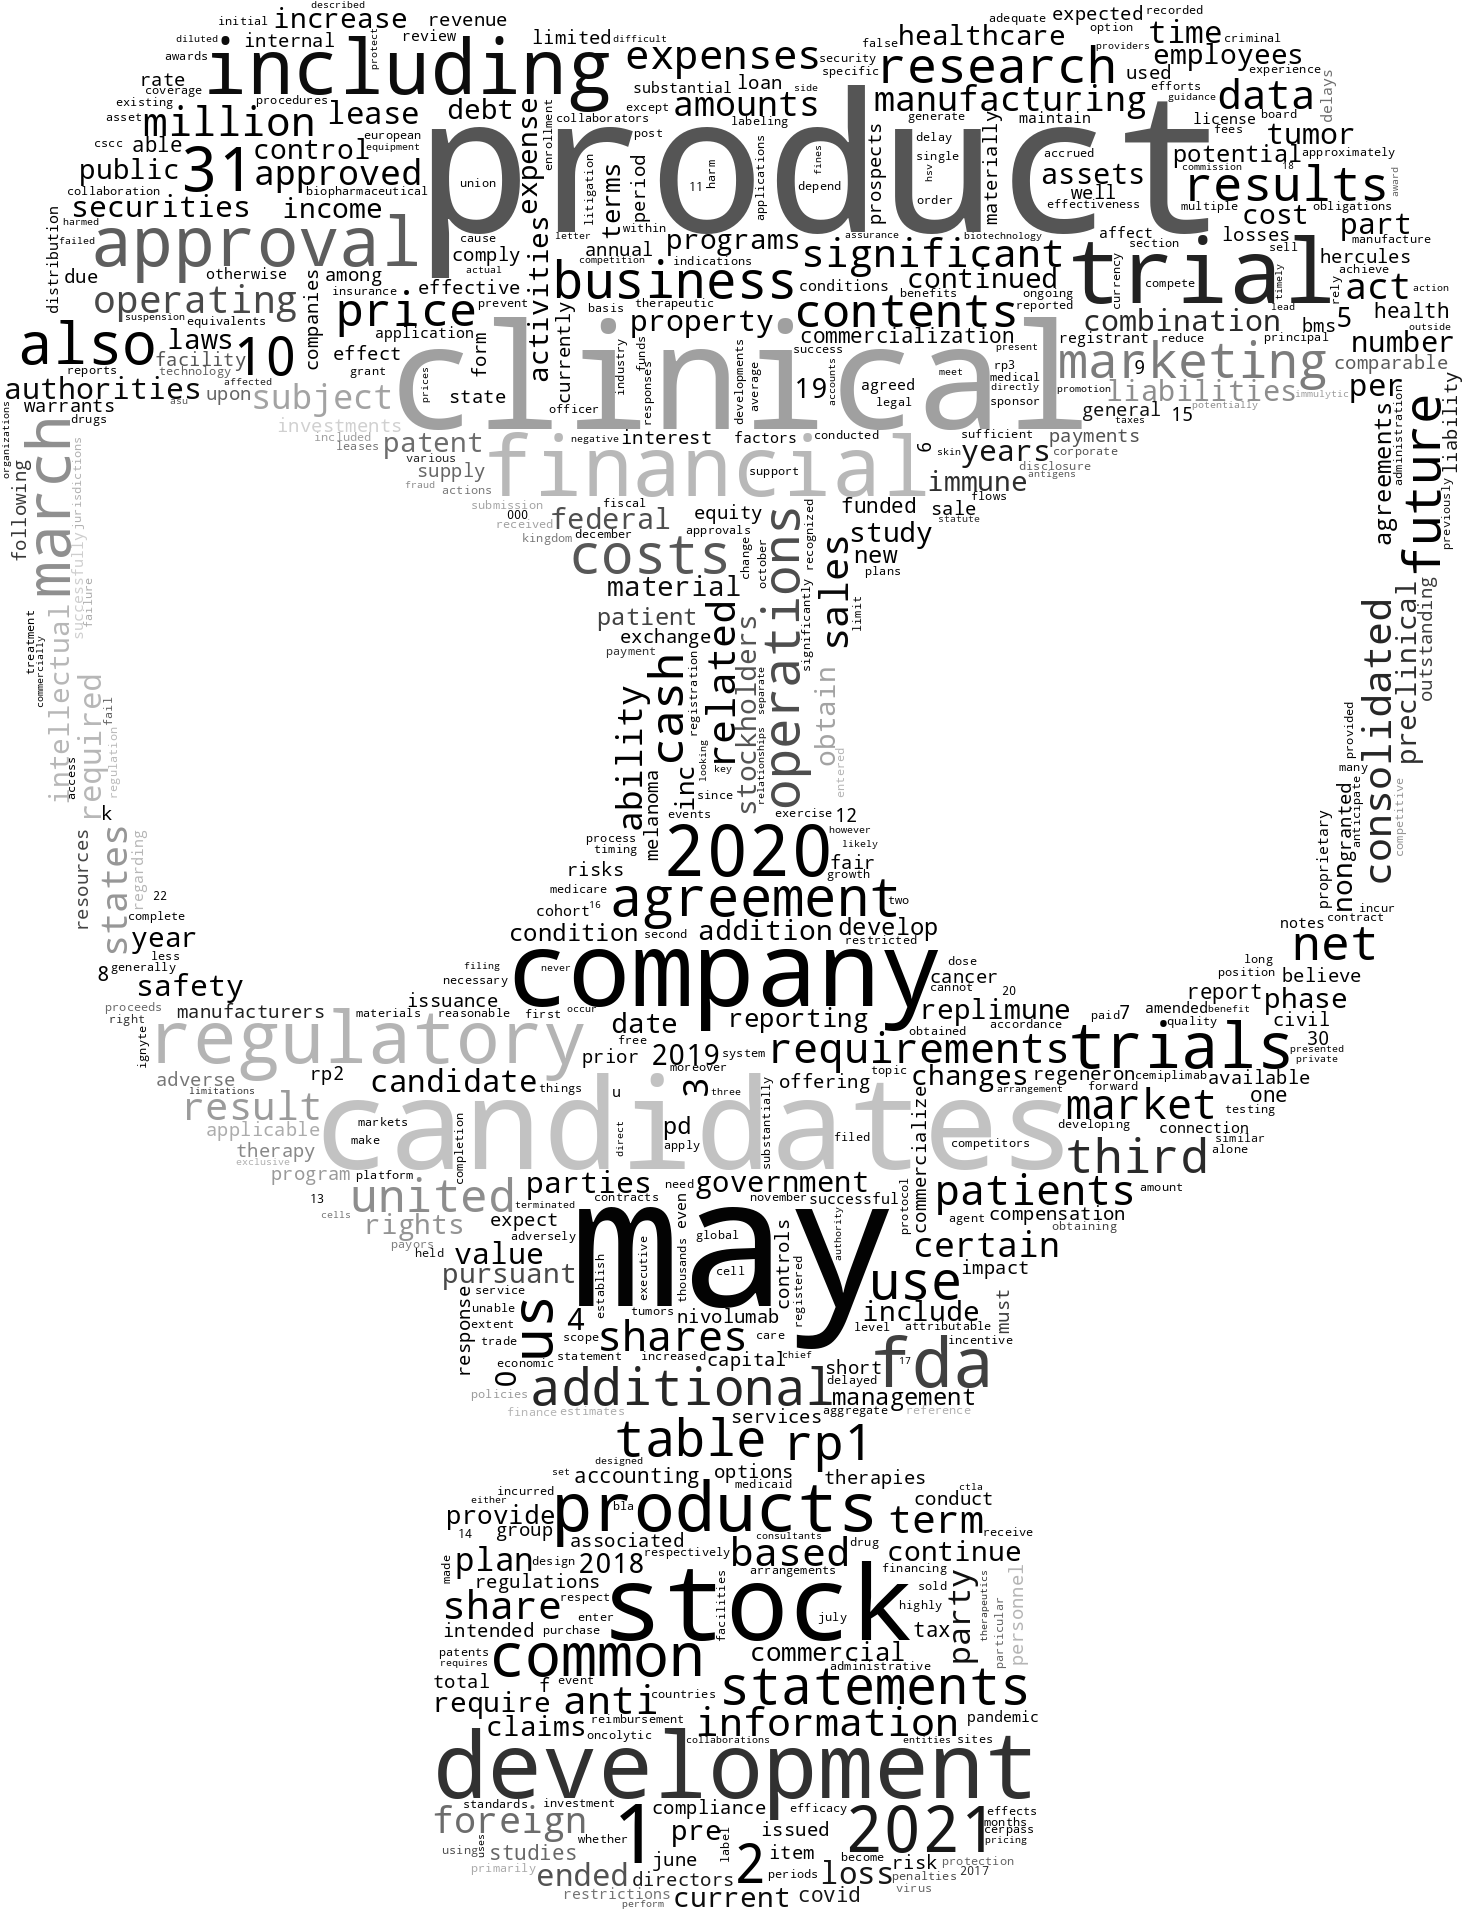 described
initial increase revenue adequate expected recorded
diluted including internal protect review limited difficult expenses false healthcare option time criminal
awards security research providers employees
rate substantial loan specific used experience
coverage existing procedures lease debt expense except amounts side manufacturing efforts guidance data delays
asset million european enrollment collaborators labeling generate maintain license board
cscc able control equipment post product delay fees tumor
public 31 approved litigation terms period harm applications fines prospects single hsv materially accrued potential approximately
collaboration biopharmaceutical union 11 depend order assets commission 18
securities income within well effectiveness results award
harmed approval cause letter annual programs assurance biotechnology multiple cost obligations
failed distribution comply competition indications significant affect section losses part manufacture
due otherwise among actual activities business conditions continued trial sell hercules
operating companies insurance effective prevent basis therapeutic benefits ongoing currency compete timely lead rely achieve act action
suspension equivalents price application currently property contents reported combination bms 5 health
also laws 10 effect form industry funds commercialization registrant reduce principal outside
reports facility technology grant clinical developments success present rp3 marketing 9 number comparable
authorities affected asu upon subject prices state responses average 19 accounts agreed meet medical directly promotion liabilities immulytic per
warrants drugs investments officer legal sponsor general 15 potentially
organizations march included leases patent negative interest factors conducted sufficient taxes payments future liability
following various supply financial support 6 skin years corporate agreements administration
successfully jurisdictions fraud actions immune disclosure antigens previously
submission fiscal flows
000 received federal equity funded sale statute
kingdom december approvals study
costs change october operations recognized sales new
material plans
failure intellectual patient significantly limit preclinical outstanding
treatment commercially exchange related stockholders consolidated
required payment cash registration separate obtain
fail ability provided
access regulation looking key relationships entered many
k melanoma inc since nongranted anticipate competitive
events exercise 12
states regarding process 2020 however proprietary
resources timing likely
22 risks fair growth
medicare agreement two incur
complete cohort 16 notes contract
year condition second addition develop restricted net
less company long
8 generally filing never dose cancer position believe
safety necessary cannot report phase
proceeds issuance 20 replimune paid 7 amended benefit
right manufacturers materials reasonable first occur date reporting accordance quality civil
ignyte regulatory free obtained trials 30
prior 2019 system requirements presented private
adverse rp2 candidate moreover topic changes regeneron cemiplimab available
limitations things u 3 three offering arrangement forward one
result candidates market testing
applicable markets pd commercialized developing connection
make completion direct apply substantially filed competitors similar
therapy exclusive third alone
program platform parties need government
13 united terminated contracts november successful protocol patients amount
cells rights expect even agent compensation
payors adversely may global authority obtaining
held value controls certain
pursuant executive thousands cell use impact
service establish registered
response unable us tumors nivolumab include must
extent 4 level attributable
trade scope shares care incentive
economic statement increased capital chief short 17 fda
policies 0 additional delayed management
finance estimates services aggregate reference
table rp1
designed
set accounting options therapies
incurred medicaid ctla
either products conduct
provide bla term receive
14 group associated consultants
plan design 2018 respectively based drug continue
made regulations arrangements financing
share respect stock facilities sold party therapeutics personnel
enter july highly particular
intended purchase tax
patents common commercial
requires administrative
total f event statements
require anti countries
claims reimbursement information pandemic
oncolytic collaborations entities sites
development
standards investment compliance efficacy effects
foreign 1 2021 months
whether pre label issued cerpass
using uses studies pricing
june 2 item become risk protection
primarily ended directors periods loss penalties 2017
restrictions current covid virus
perform